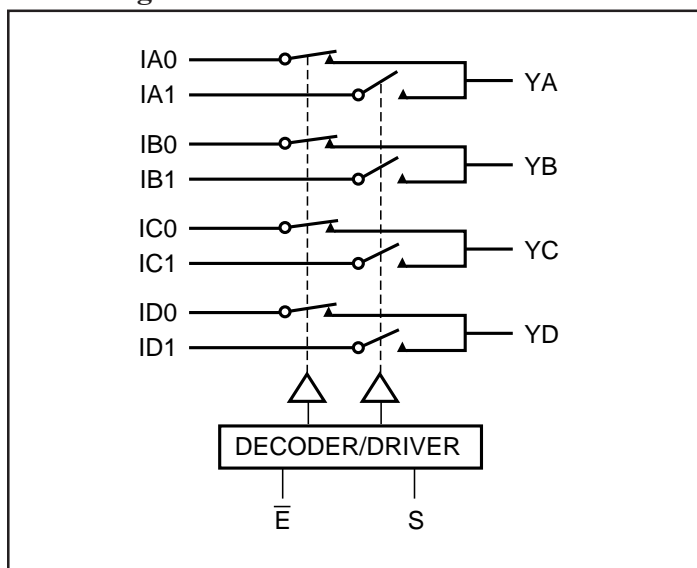 IA0
IA1
YA
IB0
IB1
YB
IC0
IC1
YC
ID0
ID1
YD
DECODER/DRIVER
E̅
S